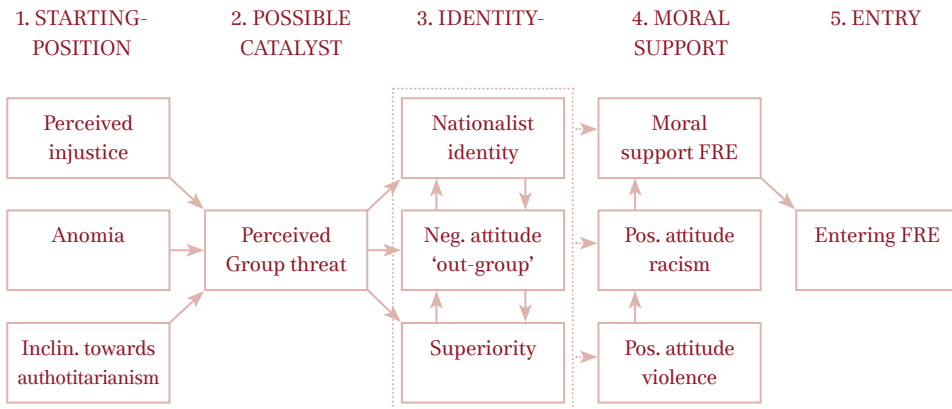 1. STARTING-
POSITION
2. POSSIBLE
CATALYST
3. IDENTITY-
4. MORAL
SUPPORT
5. ENTRY
Perceived
injustice
Nationalist
identity
Moral
support FRE
Anomia
Perceived
Group threat
Neg. attitude
‘out-group’
Pos. attitude
racism
Entering FRE
Inclin. towards
authotitarianism
Superiority
Pos. attitude
violence